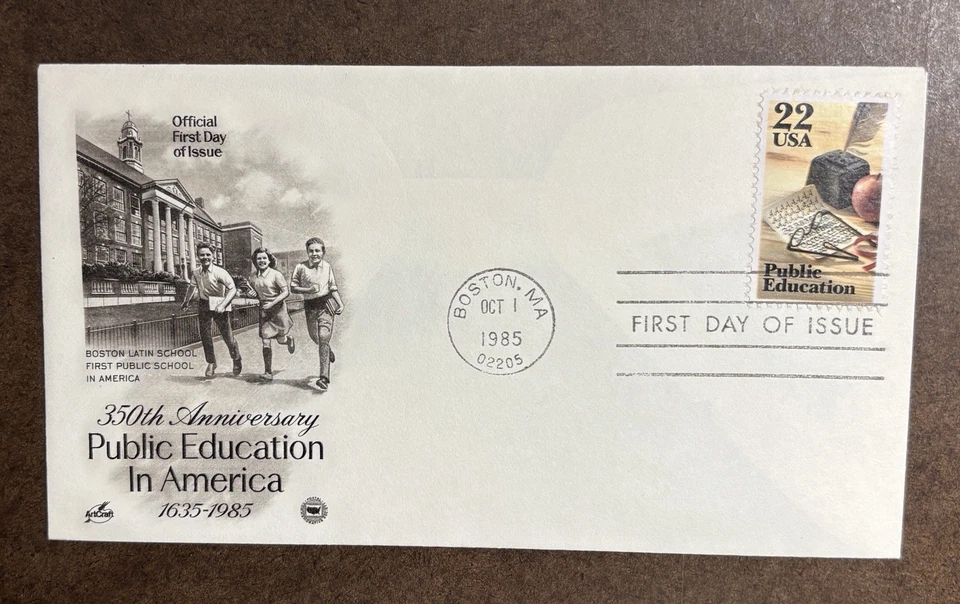 Official
First Day
of Issue
BOSTON LATIN SCHOOL
FIRST PUBLIC SCHOOL
IN AMERICA
350th Anniversary
Public Education
In America
1635-1985
ArtCraft
BOSTON, MA
OCT 1
1985
02205
22
USA
Public
Education
FIRST DAY OF ISSUE